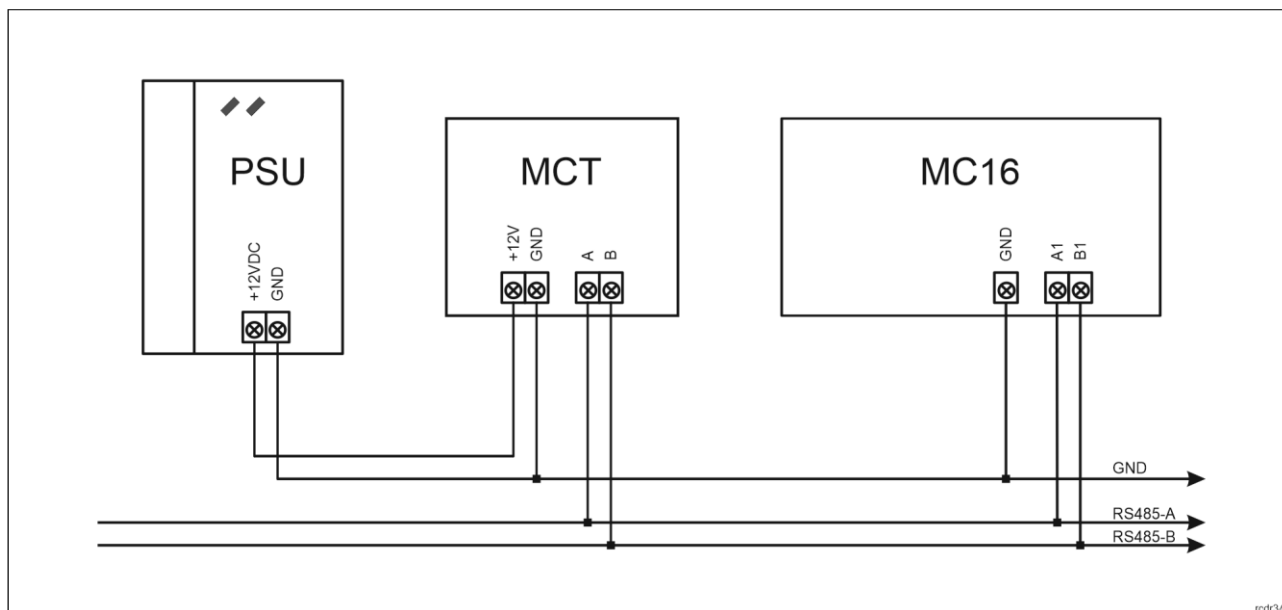 PSU
MCT
MC16
+12VDC
GND
+12V
GND
A
B
GND
A1
B1
GND
RS485-A
RS485-B